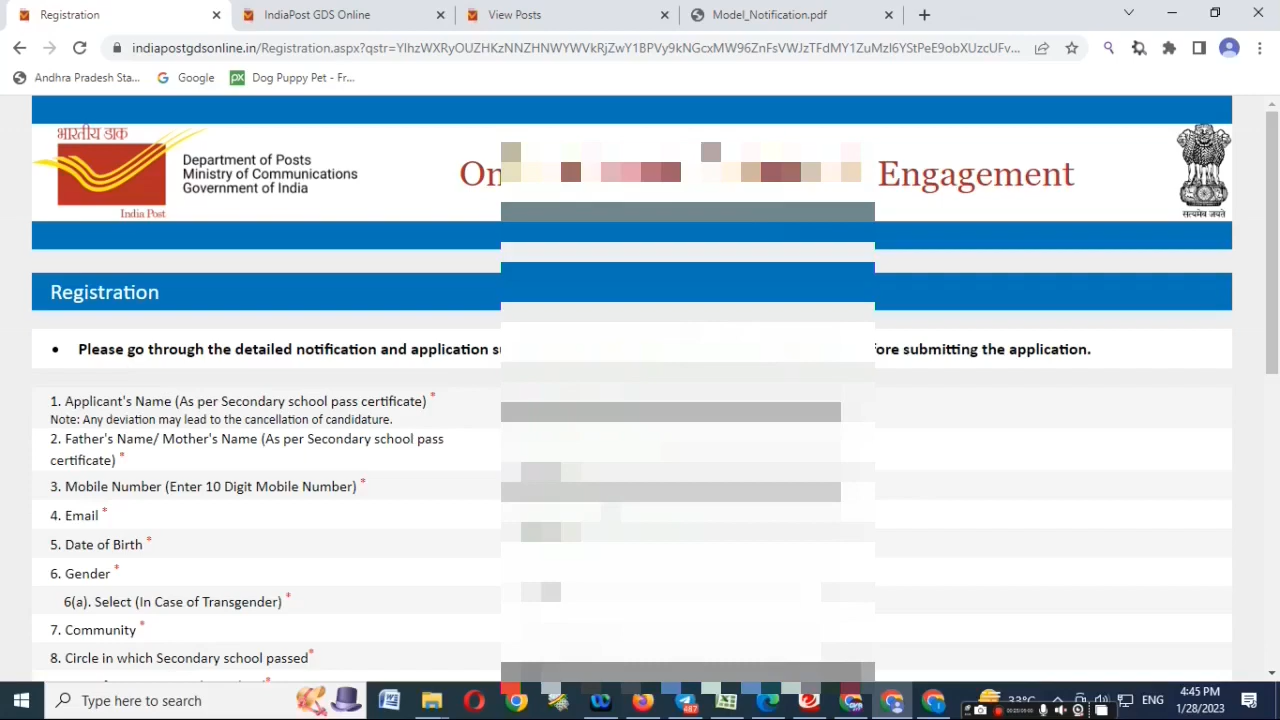 Registration
IndiaPost GDS Online
View Posts
Model_Notification.pdf
indiapostgdsonline.in/Registration.aspx?qstr=
Andhra Pradesh Sta...
Google
Dog Puppy Pet - Fr...
भारतीय डाक
India Post
Department of Posts
Ministry of Communications
Government of India
Engagement
सत्यमेव जयते
Registration
• Please go through the detailed notification and application
submitting the application.
1. Applicant's Name (As per Secondary school pass certificate) *
Note: Any deviation may lead to the cancellation of candidature.
2. Father's Name/ Mother's Name (As per Secondary school pass
certificate) *
3. Mobile Number (Enter 10 Digit Mobile Number) *
4. Email *
5. Date of Birth *
6. Gender *
6(a). Select (In Case of Transgender) *
7. Community *
8. Circle in which Secondary school passed*
Type here to search
487
33°C
ENG
4:45 PM
1/28/2023